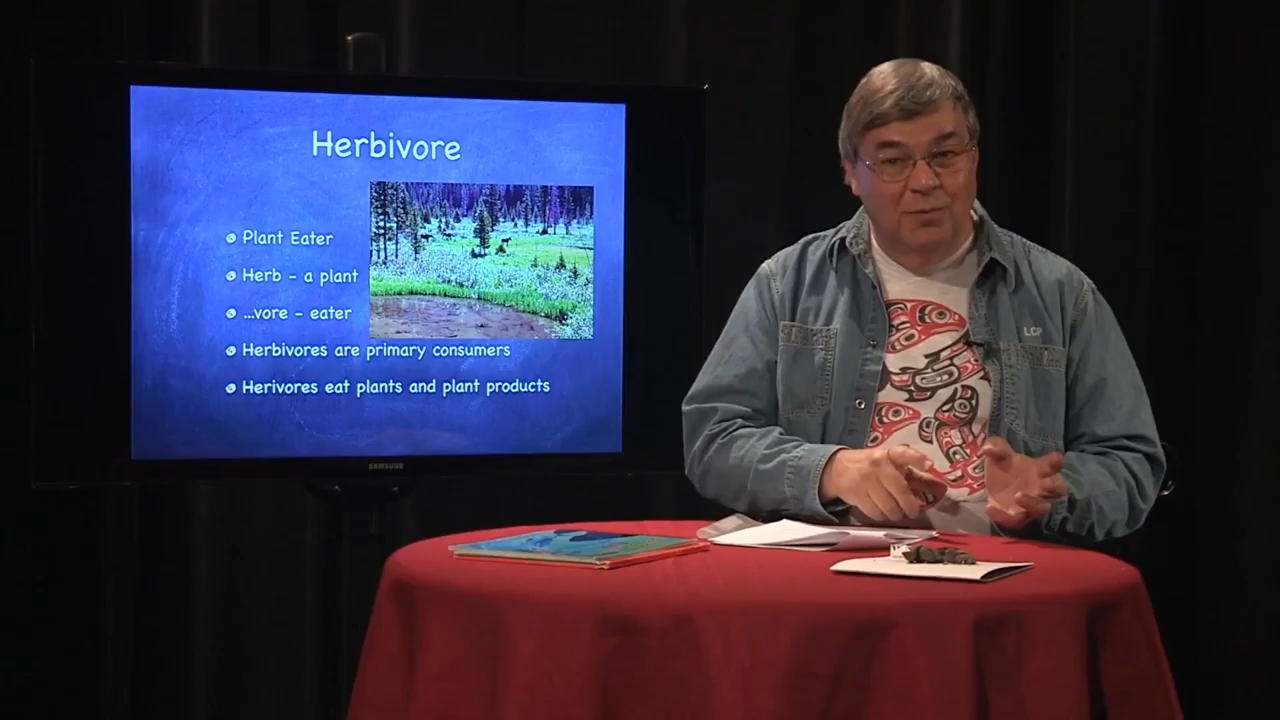 Herbivore
Plant Eater
Herb - a plant
...vore - eater
Herbivores are primary consumers
Herivores eat plants and plant products
SAMSUNG
LCP